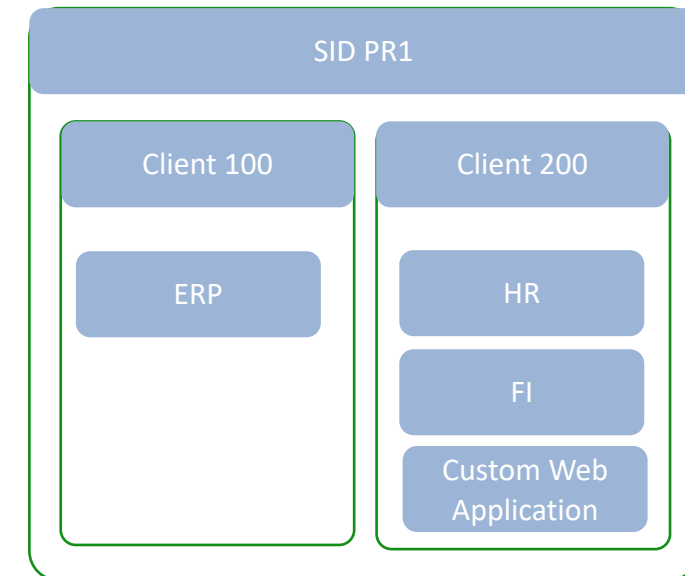 SID PR1
Client 100
ERP
Client 200
HR
FI
Custom Web
Application